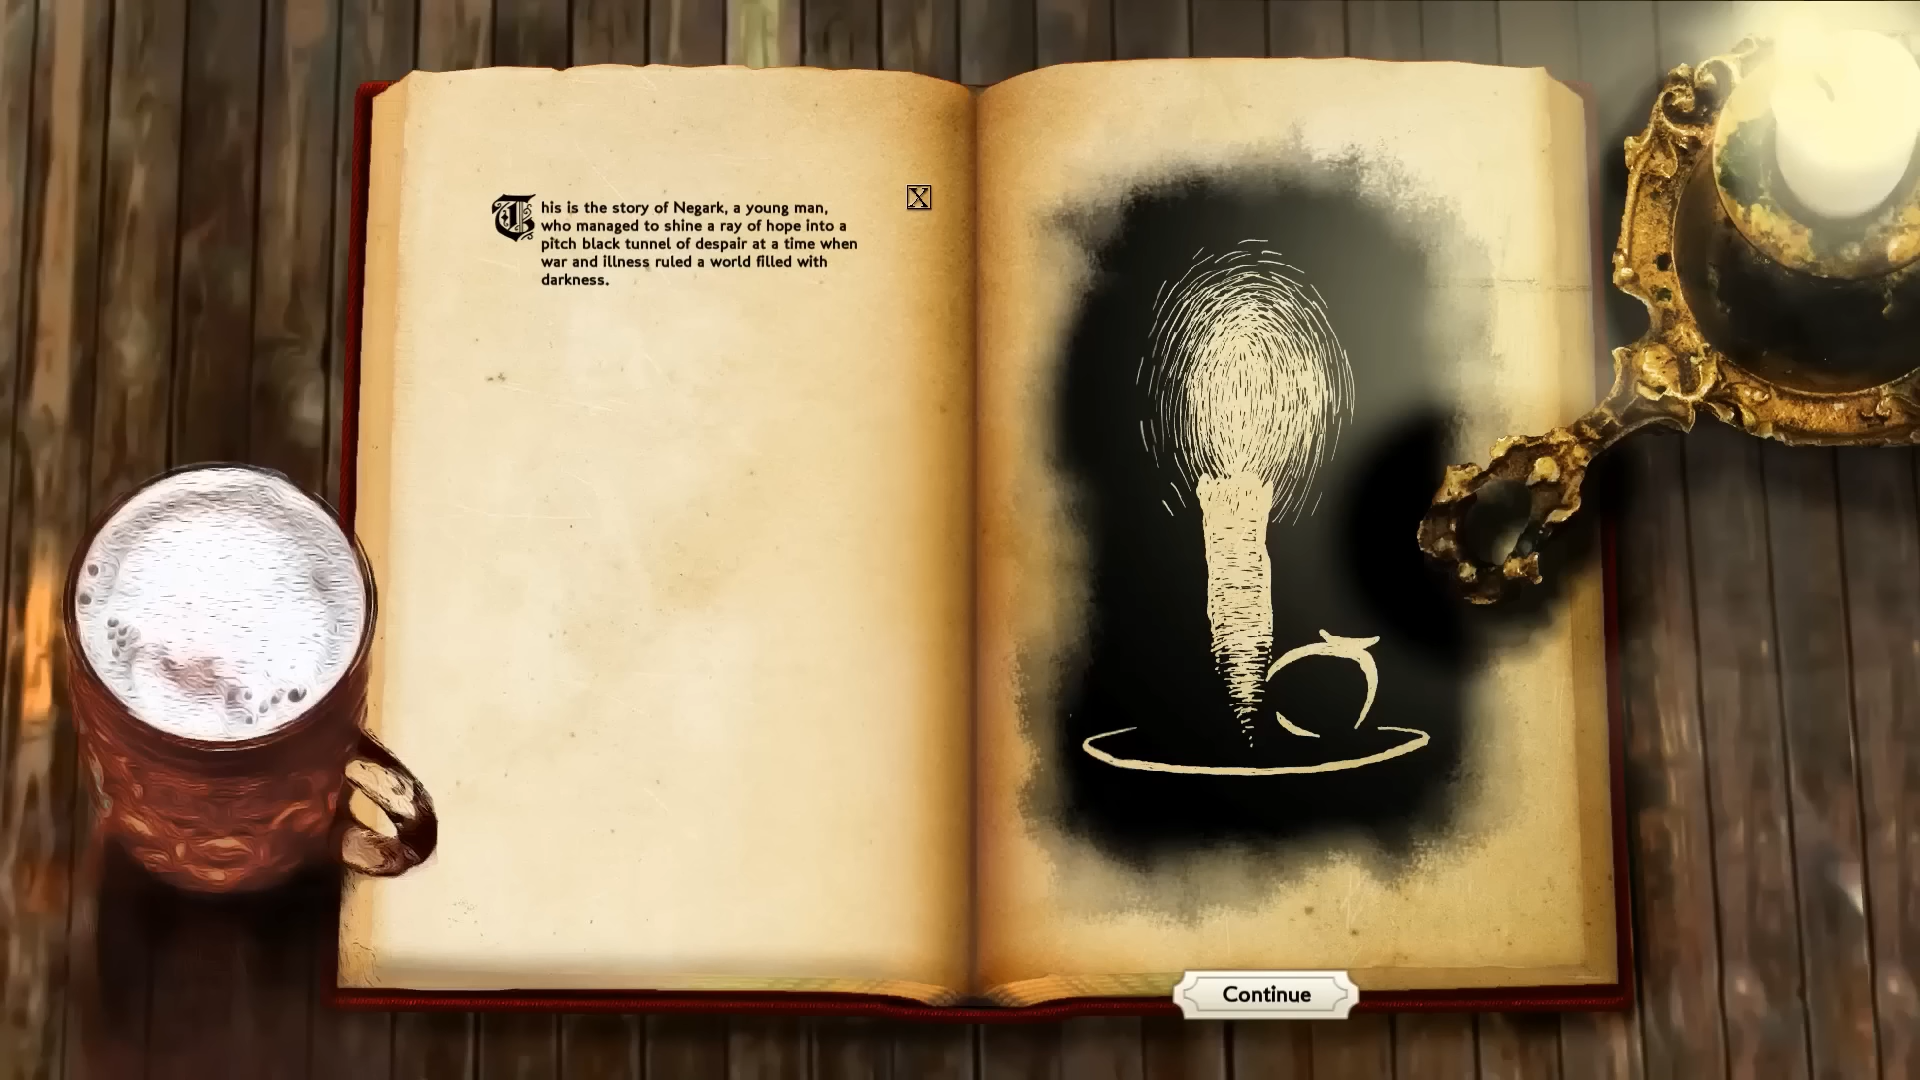 This is the story of Negark, a young man,
who managed to shine a ray of hope into a
pitch black tunnel of despair at a time when
war and illness ruled a world filled with
darkness.
X
Continue